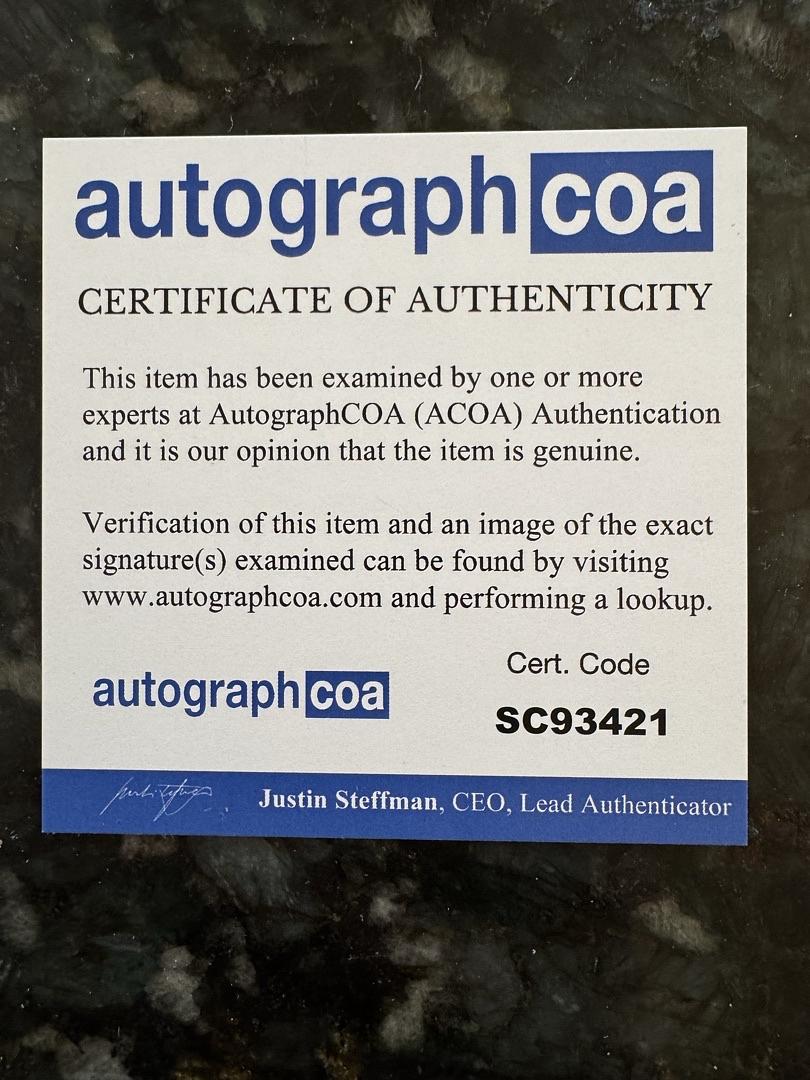 autographcoa
CERTIFICATE OF AUTHENTICITY
This item has been examined by one or more
experts at AutographCOA (ACOA) Authentication
and it is our opinion that the item is genuine.
Verification of this item and an image of the exact
signature(s) examined can be found by visiting
www.autographcoa.com and performing a lookup.
Cert. Code
autographcoa
SC93421
Justin Steffman, CEO, Lead Authenticator